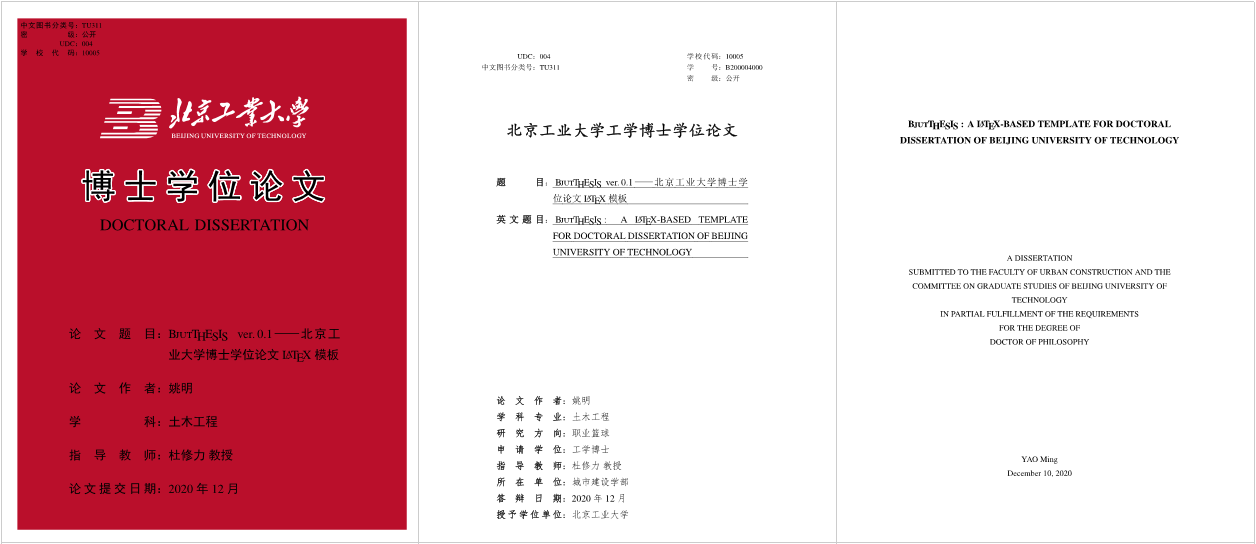 中文图书分类号：TU311
密 级：公开
UDC：004
学 校 代 码：10005
北京工业大学
BEIJING UNIVERSITY OF TECHNOLOGY
博士学位论文
DOCTORAL DISSERTATION
论 文 题 目：BJUTTHESIS ver. 0.1——北京工
业大学博士学位论文 LATEX 模板
论 文 作 者：姚明
学 科：土木工程
指 导 教 师：杜修力 教授
论文提交日期：2020 年 12 月
UDC：004
中文图书分类号：TU311
学校代码：10005
学 号：B200004000
密 级：公开
北京工业大学工学博士学位论文
题 目：BJUTTHESIS ver. 0.1——北京工业大学博士学
位论文 LATEX 模板
英 文 题 目：BJUTTHESIS： A LATEX-BASED TEMPLATE
FOR DOCTORAL DISSERTATION OF BEIJING
UNIVERSITY OF TECHNOLOGY
论 文 作 者：姚明
学 科 专 业：土木工程
研 究 方 向：职业篮球
申 请 学 位：工学博士
指 导 教 师：杜修力 教授
所 在 单 位：城市建设学部
答 辩 日 期：2020 年 12 月
授予学位单位：北京工业大学
BJUTTHESIS : A LATEX-BASED TEMPLATE FOR DOCTORAL
DISSERTATION OF BEIJING UNIVERSITY OF TECHNOLOGY
A DISSERTATION
SUBMITTED TO THE FACULTY OF URBAN CONSTRUCTION AND THE
COMMITTEE ON GRADUATE STUDIES OF BEIJING UNIVERSITY OF
TECHNOLOGY
IN PARTIAL FULFILLMENT OF THE REQUIREMENTS
FOR THE DEGREE OF
DOCTOR OF PHILOSOPHY
YAO Ming
December 10, 2020